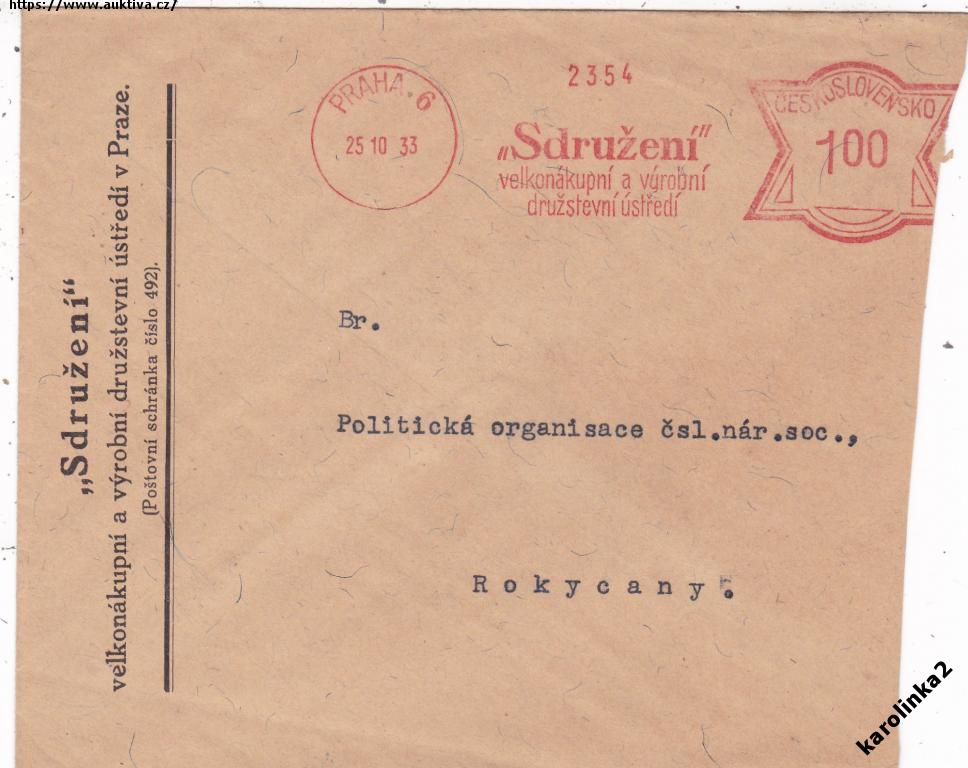 https://www.auktiva.cz/
„Sdružení“
velkonákupní a výrobní družstevní ústředí v Praze.
(Poštovní schránka číslo 492).
PRAHA 6
25 10 33
2354
„Sdružení“
velkonákupní a výrobní
družstevní ústředí
ČESKOSLOVENSKO
100
Br.
Politická organisace čsl.nár.soc.,
Rokycany.
karolinka2